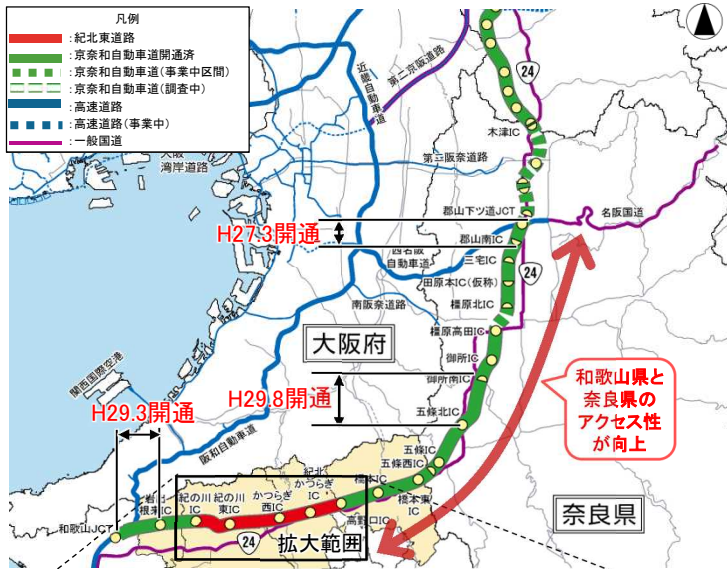 凡例
:紀北東道路
:京奈和自動車道開通済
:京奈和自動車道(事業中区間)
:京奈和自動車道(調査中)
:高速道路
:高速道路(事業中)
:一般国道
大阪
湾岸道路
近畿自動車道
第二京阪道路
24
木津IC
第二阪奈道路
郡山下ツ道JCT
名阪国道
H27.3開通
郡山南IC
西名阪
自動車道
三宅IC
24
田原本IC(仮称)
橿原北IC
南阪奈道路
橿原高田IC
大阪府
御所IC
関西国際空港
御所南IC
和歌山県と
奈良県の
アクセス性
が向上
H29.8開通
H29.3開通
五條北IC
阪和自動車道
五條IC
五條西IC
紀北
かつらぎ
IC
橋本IC
かつらぎ
西IC
岩出
根来IC
紀の川
IC
紀の川
東IC
橋本東IC
高野口IC
和歌山JCT
24
拡大範囲
奈良県